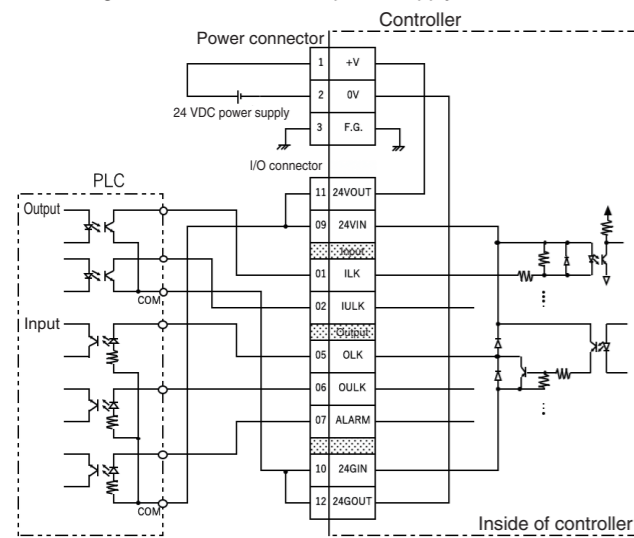 Controller
Power connector
1 +V
2 0V
3 F.G.
24 VDC power supply
I/O connector
PLC
Output
11 24VOUT
09 24VIN
Input
01 ILK
02 IULK
COM
Input
Output
05 OLK
06 OULK
07 ALARM
10 24GIN
12 24GOUT
COM
Inside of controller